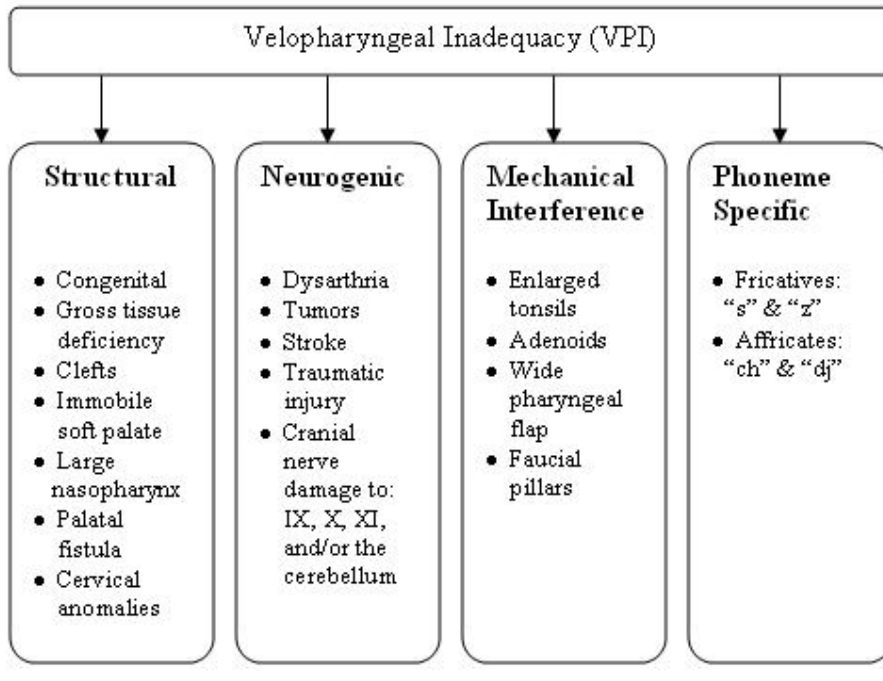 Velopharyngeal Inadequacy (VPI)
Structural
● Congenital
● Gross tissue
deficiency
● Clefts
● Immobile
soft palate
● Large
nasopharynx
● Palatal
fistula
● Cervical
anomalies
Neurogenic
● Dysarthria
● Tumors
● Stroke
● Traumatic
injury
● Cranial
nerve
damage to:
IX, X, XI,
and/or the
cerebellum
Mechanical
Interference
● Enlarged
tonsils
● Adenoids
● Wide
pharyngeal
flap
● Faucial
pillars
Phoneme
Specific
● Fricatives:
“s” & “z”
● Affricates:
“ch” & “dj”